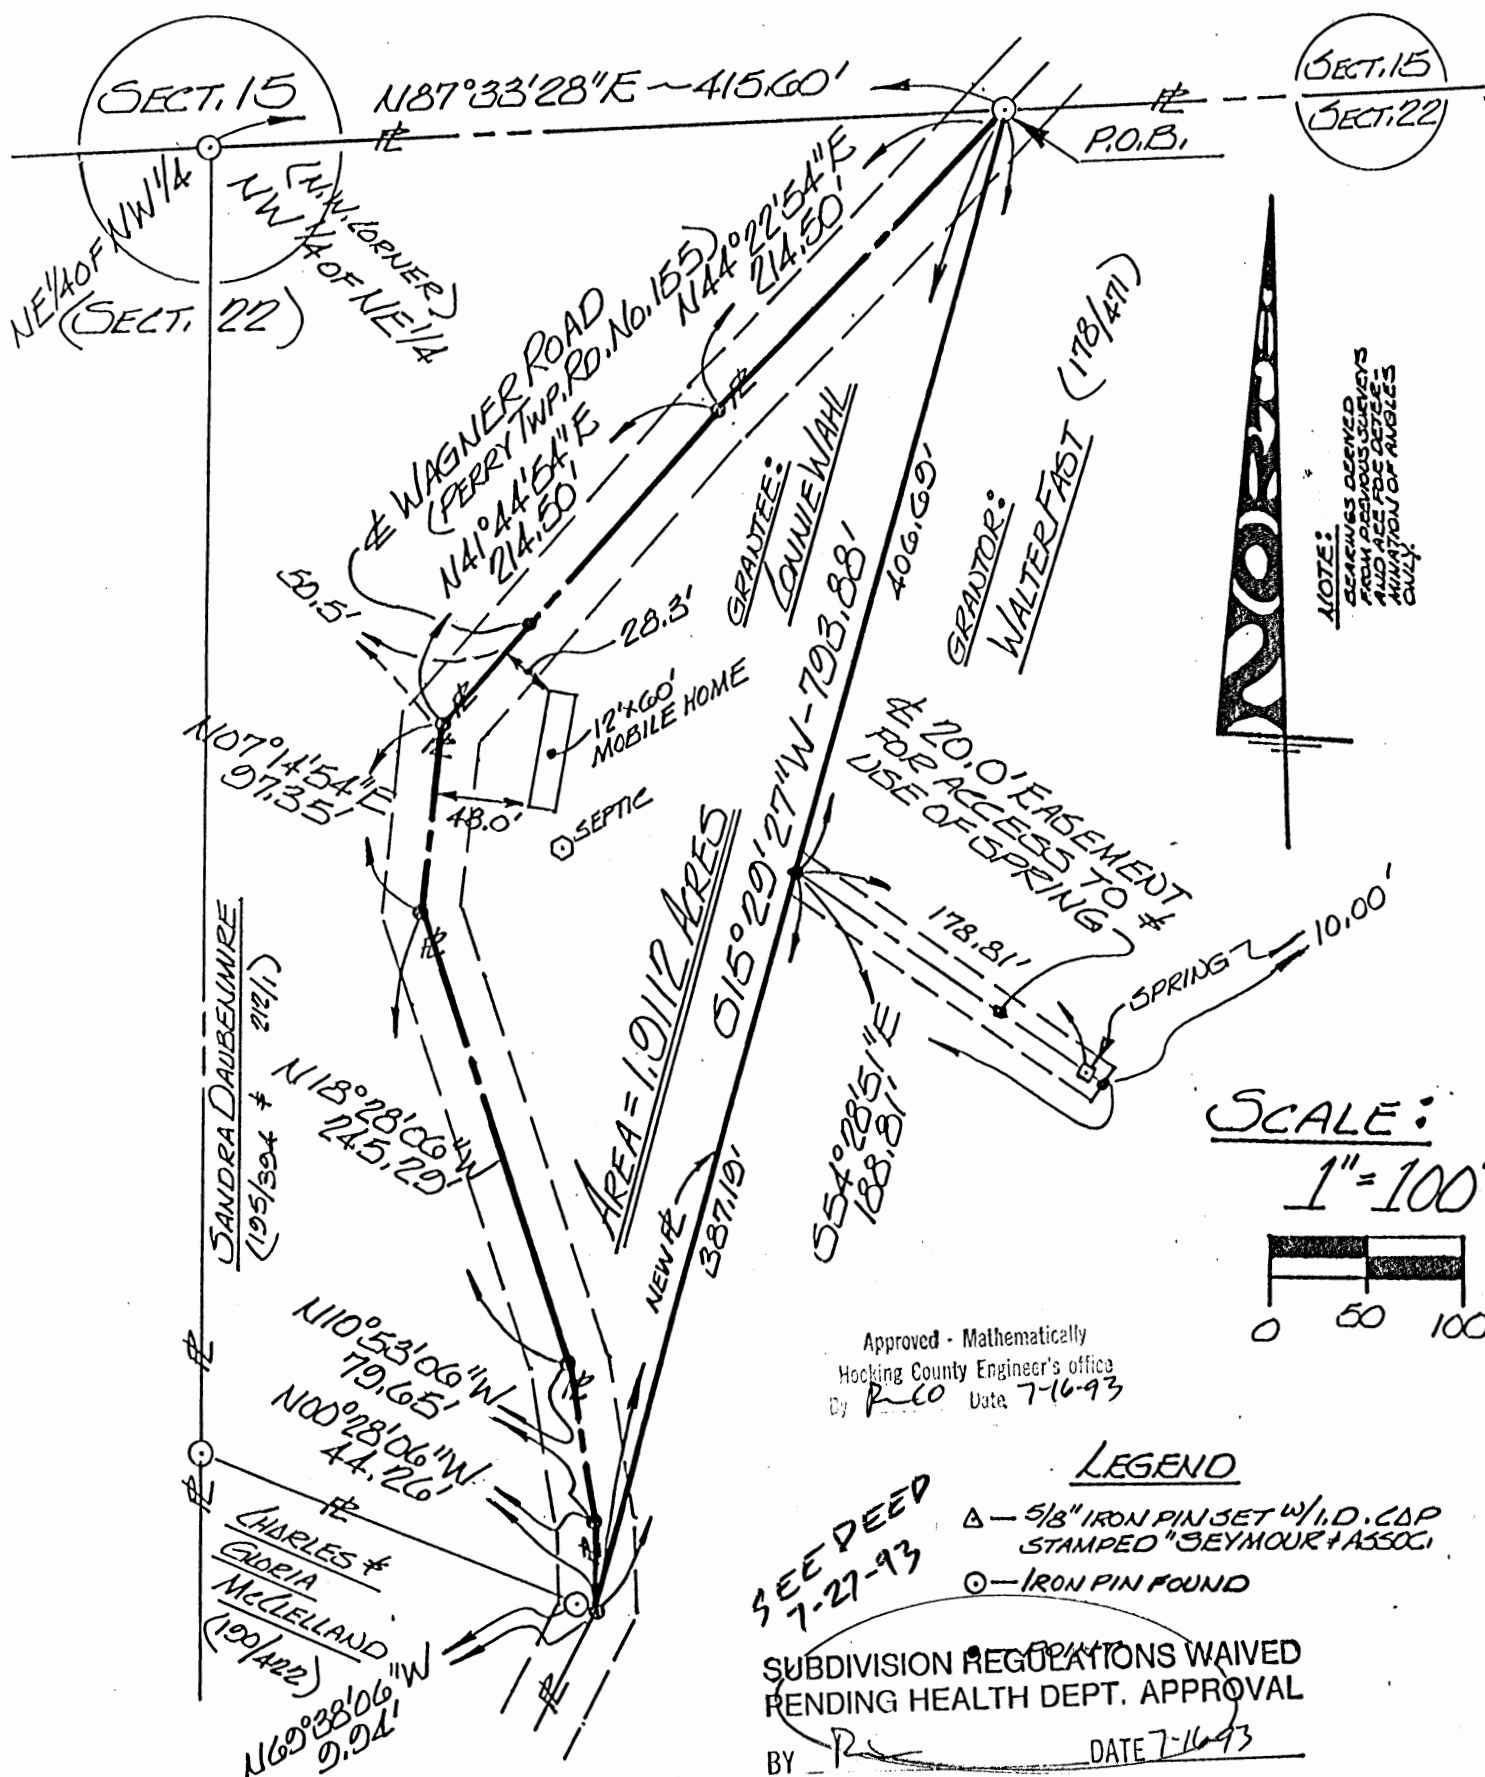 SECT. 15
N87°33'28"E ~ 415.60'
SECT. 15
SECT. 22
P.O.B.
NE 1/4 OF NW 1/4
NW 1/4 OF NE 1/4
(N.W. CORNER)
(SECT. 22)
N44°22'54"E
214.50'
℄ WAGNER ROAD
(PERRY TWP. RD. No. 155)
N41°44'54"E
214.50'
50.5'
28.3'
12'x60'
MOBILE HOME
48.0'
SEPTIC
N07°14'54"E
97.35'
GRANTEE:
LONNIE WAHL
406.69'
GRANTOR:
WALTER FAST (178/471)
NORTH
NOTE:
BEARINGS DERIVED
FROM PREVIOUS SURVEYS
AND ARE FOR DETER-
MINATION OF ANGLES
ONLY.
S15°29'27"W - 793.88'
AREA = 1.9112 ACRES
℄ 20.0' EASEMENT
FOR ACCESS TO &
USE OF SPRING
178.81'
SPRING
10.00'
S54°28'51"E
188.81'
SANDRA DAUBENMIRE
(195/394 & 212/1)
N18°28'06"W
245.29'
NEW ⅊
387.19'
SCALE:
1"=100'
0 50 100
N10°53'06"W
79.65'
N00°28'06"W
44.26'
Approved - Mathematically
Hocking County Engineer's office
By Date 7-16-93
CHARLES &
GLORIA
McCLELLAND
(190/422)
N69°38'06"W
9.94'
SEE DEED
7-27-93
LEGEND
△ — 5/8" IRON PIN SET W/I.D. CAP
STAMPED "SEYMOUR & ASSOC.
⊙ — IRON PIN FOUND
SUBDIVISION REGULATIONS WAIVED
PENDING HEALTH DEPT. APPROVAL
BY DATE 7-16-93